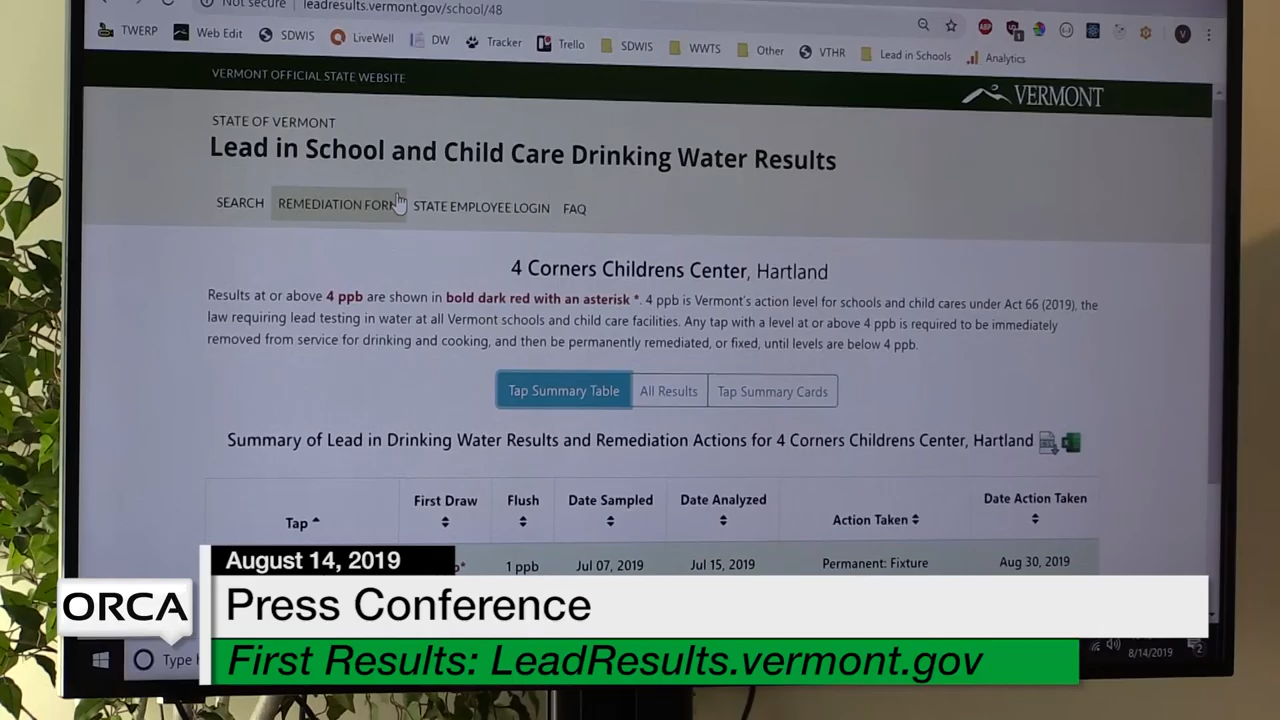 Not secure leadresults.vermont.gov/school/48
TWERP Web Edit SDWIS LiveWell DW Tracker Trello SDWIS WWTS Other VTHR Lead in Schools Analytics
VERMONT OFFICIAL STATE WEBSITE
VERMONT
STATE OF VERMONT
Lead in School and Child Care Drinking Water Results
SEARCH REMEDIATION FORM STATE EMPLOYEE LOGIN FAQ
4 Corners Childrens Center, Hartland
Results at or above 4 ppb are shown in bold dark red with an asterisk *. 4 ppb is Vermont's action level for schools and child cares under Act 66 (2019), the
law requiring lead testing in water at all Vermont schools and child care facilities. Any tap with a level at or above 4 ppb is required to be immediately
removed from service for drinking and cooking, and then be permanently remediated, or fixed, until levels are below 4 ppb.
Tap Summary Table All Results Tap Summary Cards
Summary of Lead in Drinking Water Results and Remediation Actions for 4 Corners Childrens Center, Hartland
Tap First Draw Flush Date Sampled Date Analyzed Action Taken Date Action Taken
1 ppb Jul 07, 2019 Jul 15, 2019 Permanent: Fixture Aug 30, 2019
August 14, 2019
ORCA
Press Conference
First Results: LeadResults.vermont.gov
Type
8/14/2019